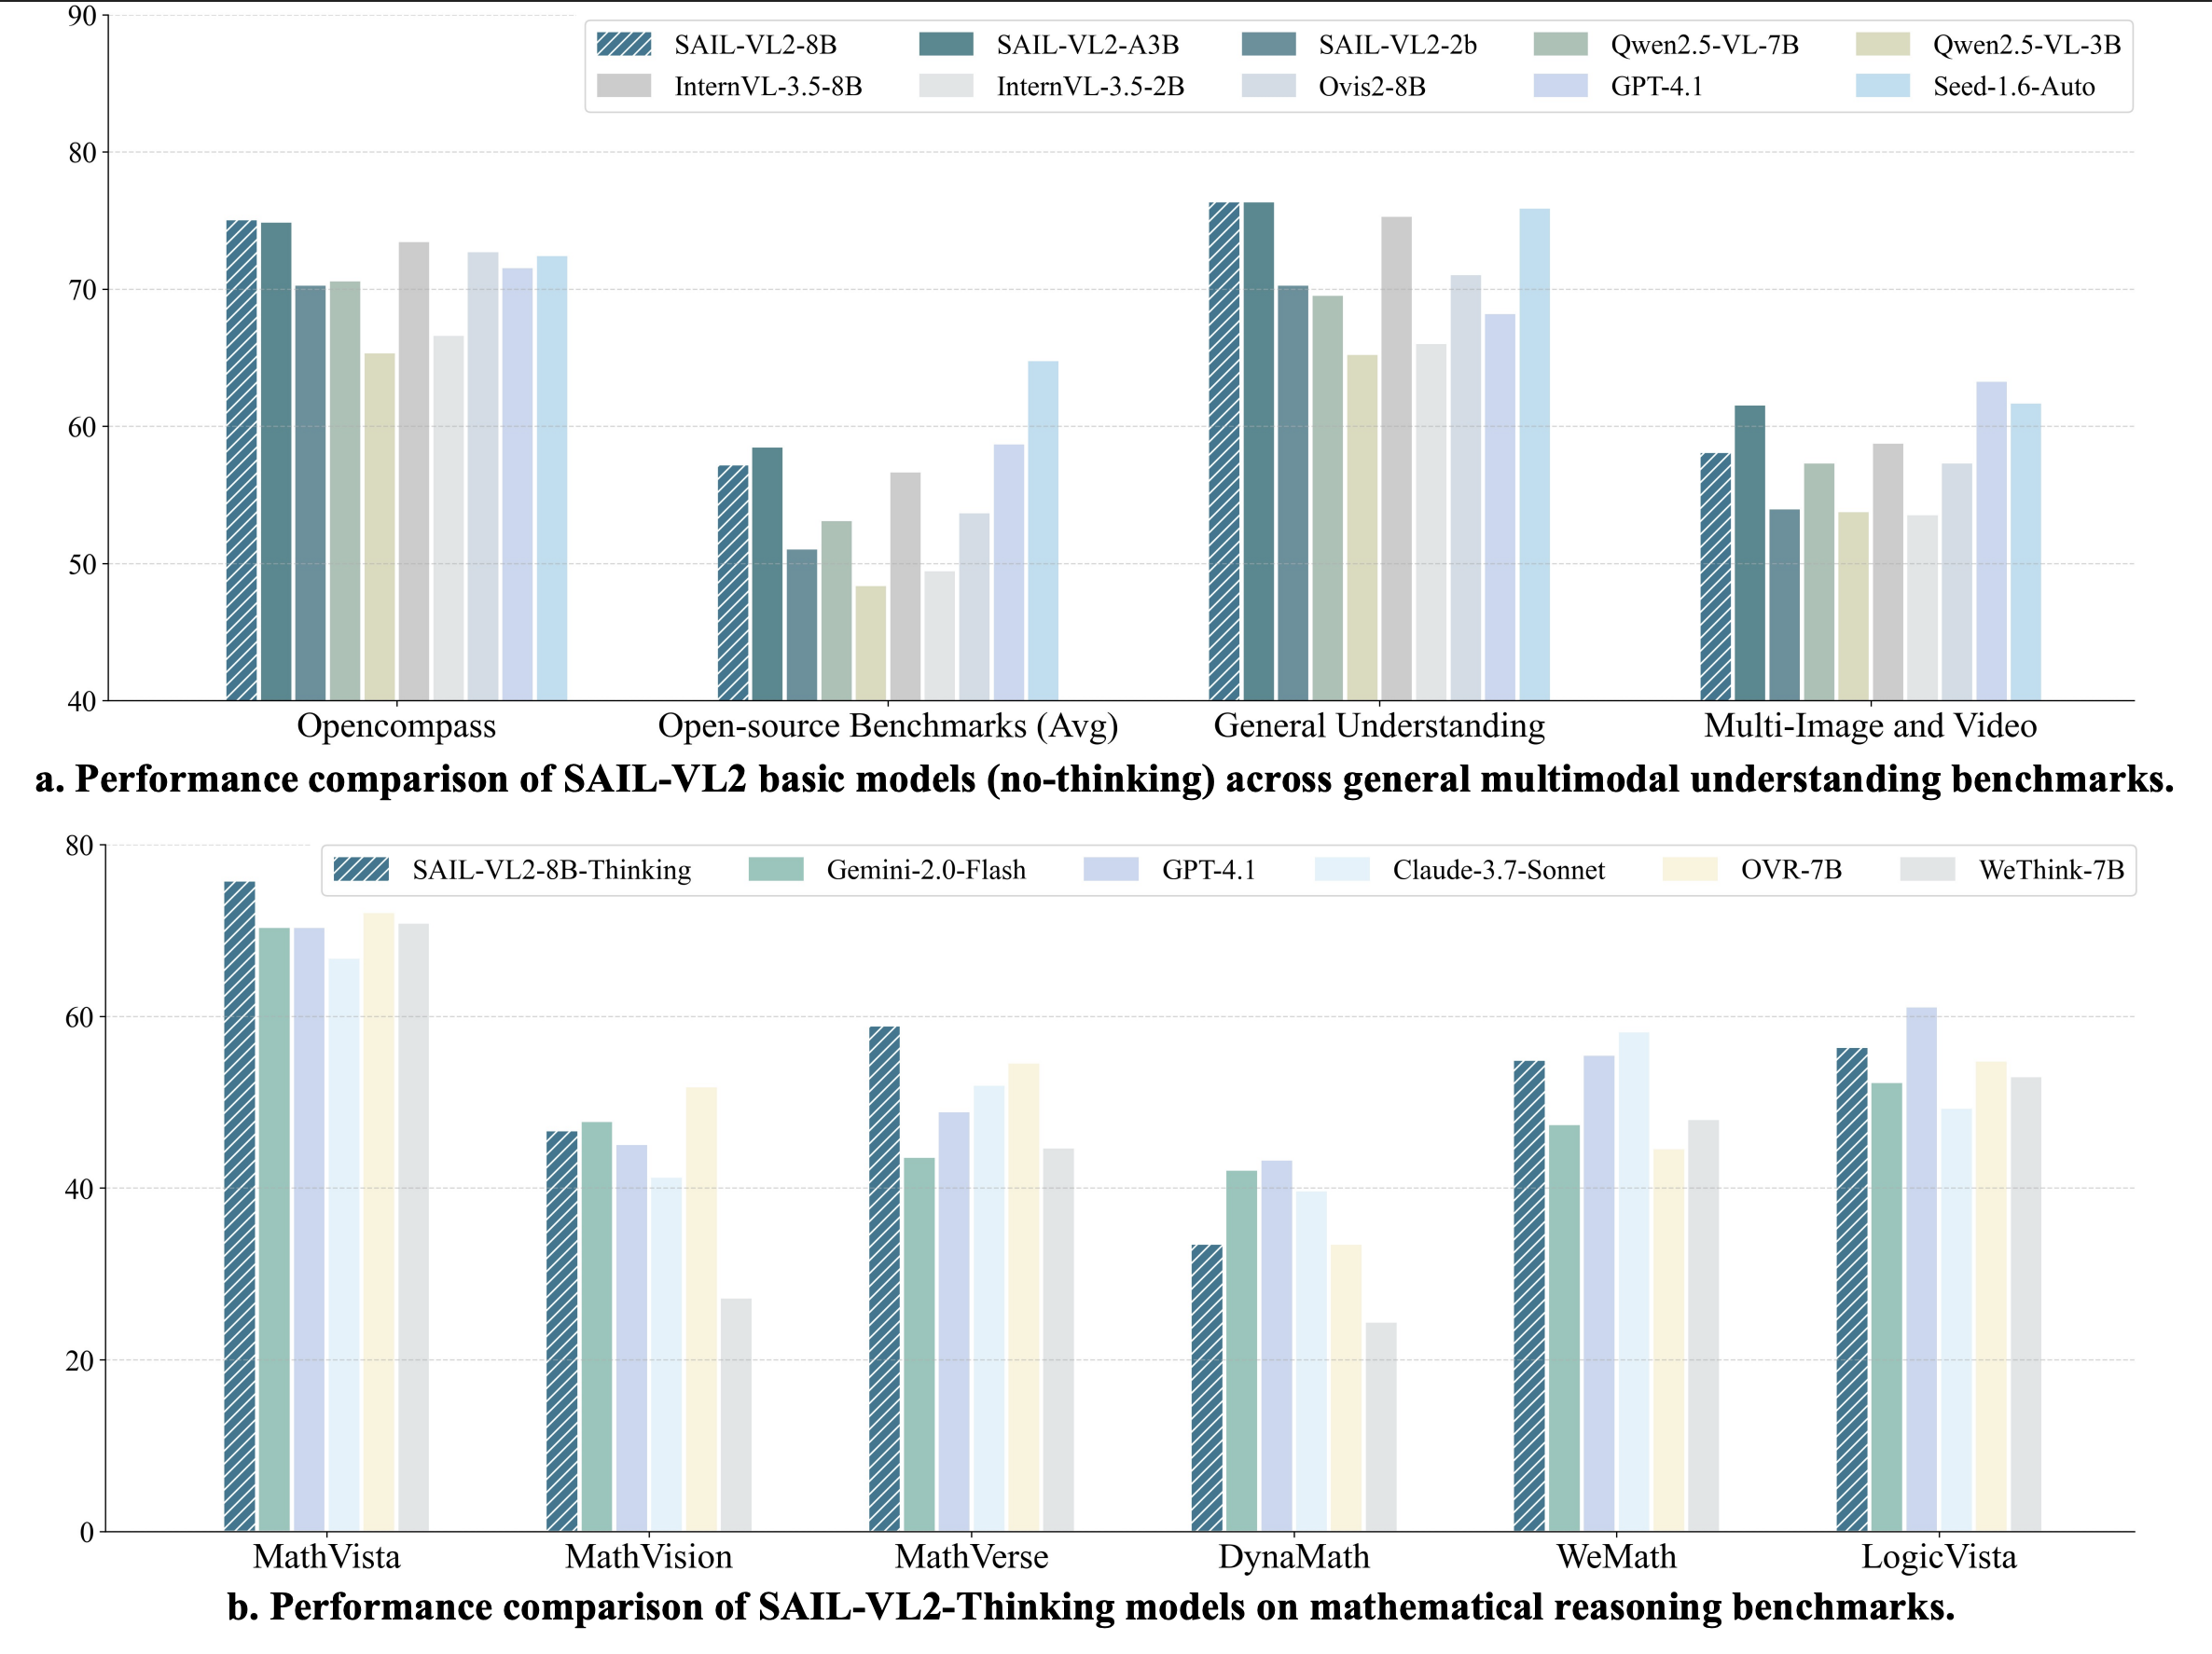 90
SAIL-VL2-8B SAIL-VL2-A3B SAIL-VL2-2b Qwen2.5-VL-7B Qwen2.5-VL-3B
InternVL-3.5-8B InternVL-3.5-2B Ovis2-8B GPT-4.1 Seed-1.6-Auto
80
70
60
50
40
Opencompass Open-source Benchmarks (Avg) General Understanding Multi-Image and Video
a. Performance comparison of SAIL-VL2 basic models (no-thinking) across general multimodal understanding benchmarks.
80
SAIL-VL2-8B-Thinking Gemini-2.0-Flash GPT-4.1 Claude-3.7-Sonnet OVR-7B WeThink-7B
60
40
20
0
MathVista MathVision MathVerse DynaMath WeMath LogicVista
b. Performance comparison of SAIL-VL2-Thinking models on mathematical reasoning benchmarks.